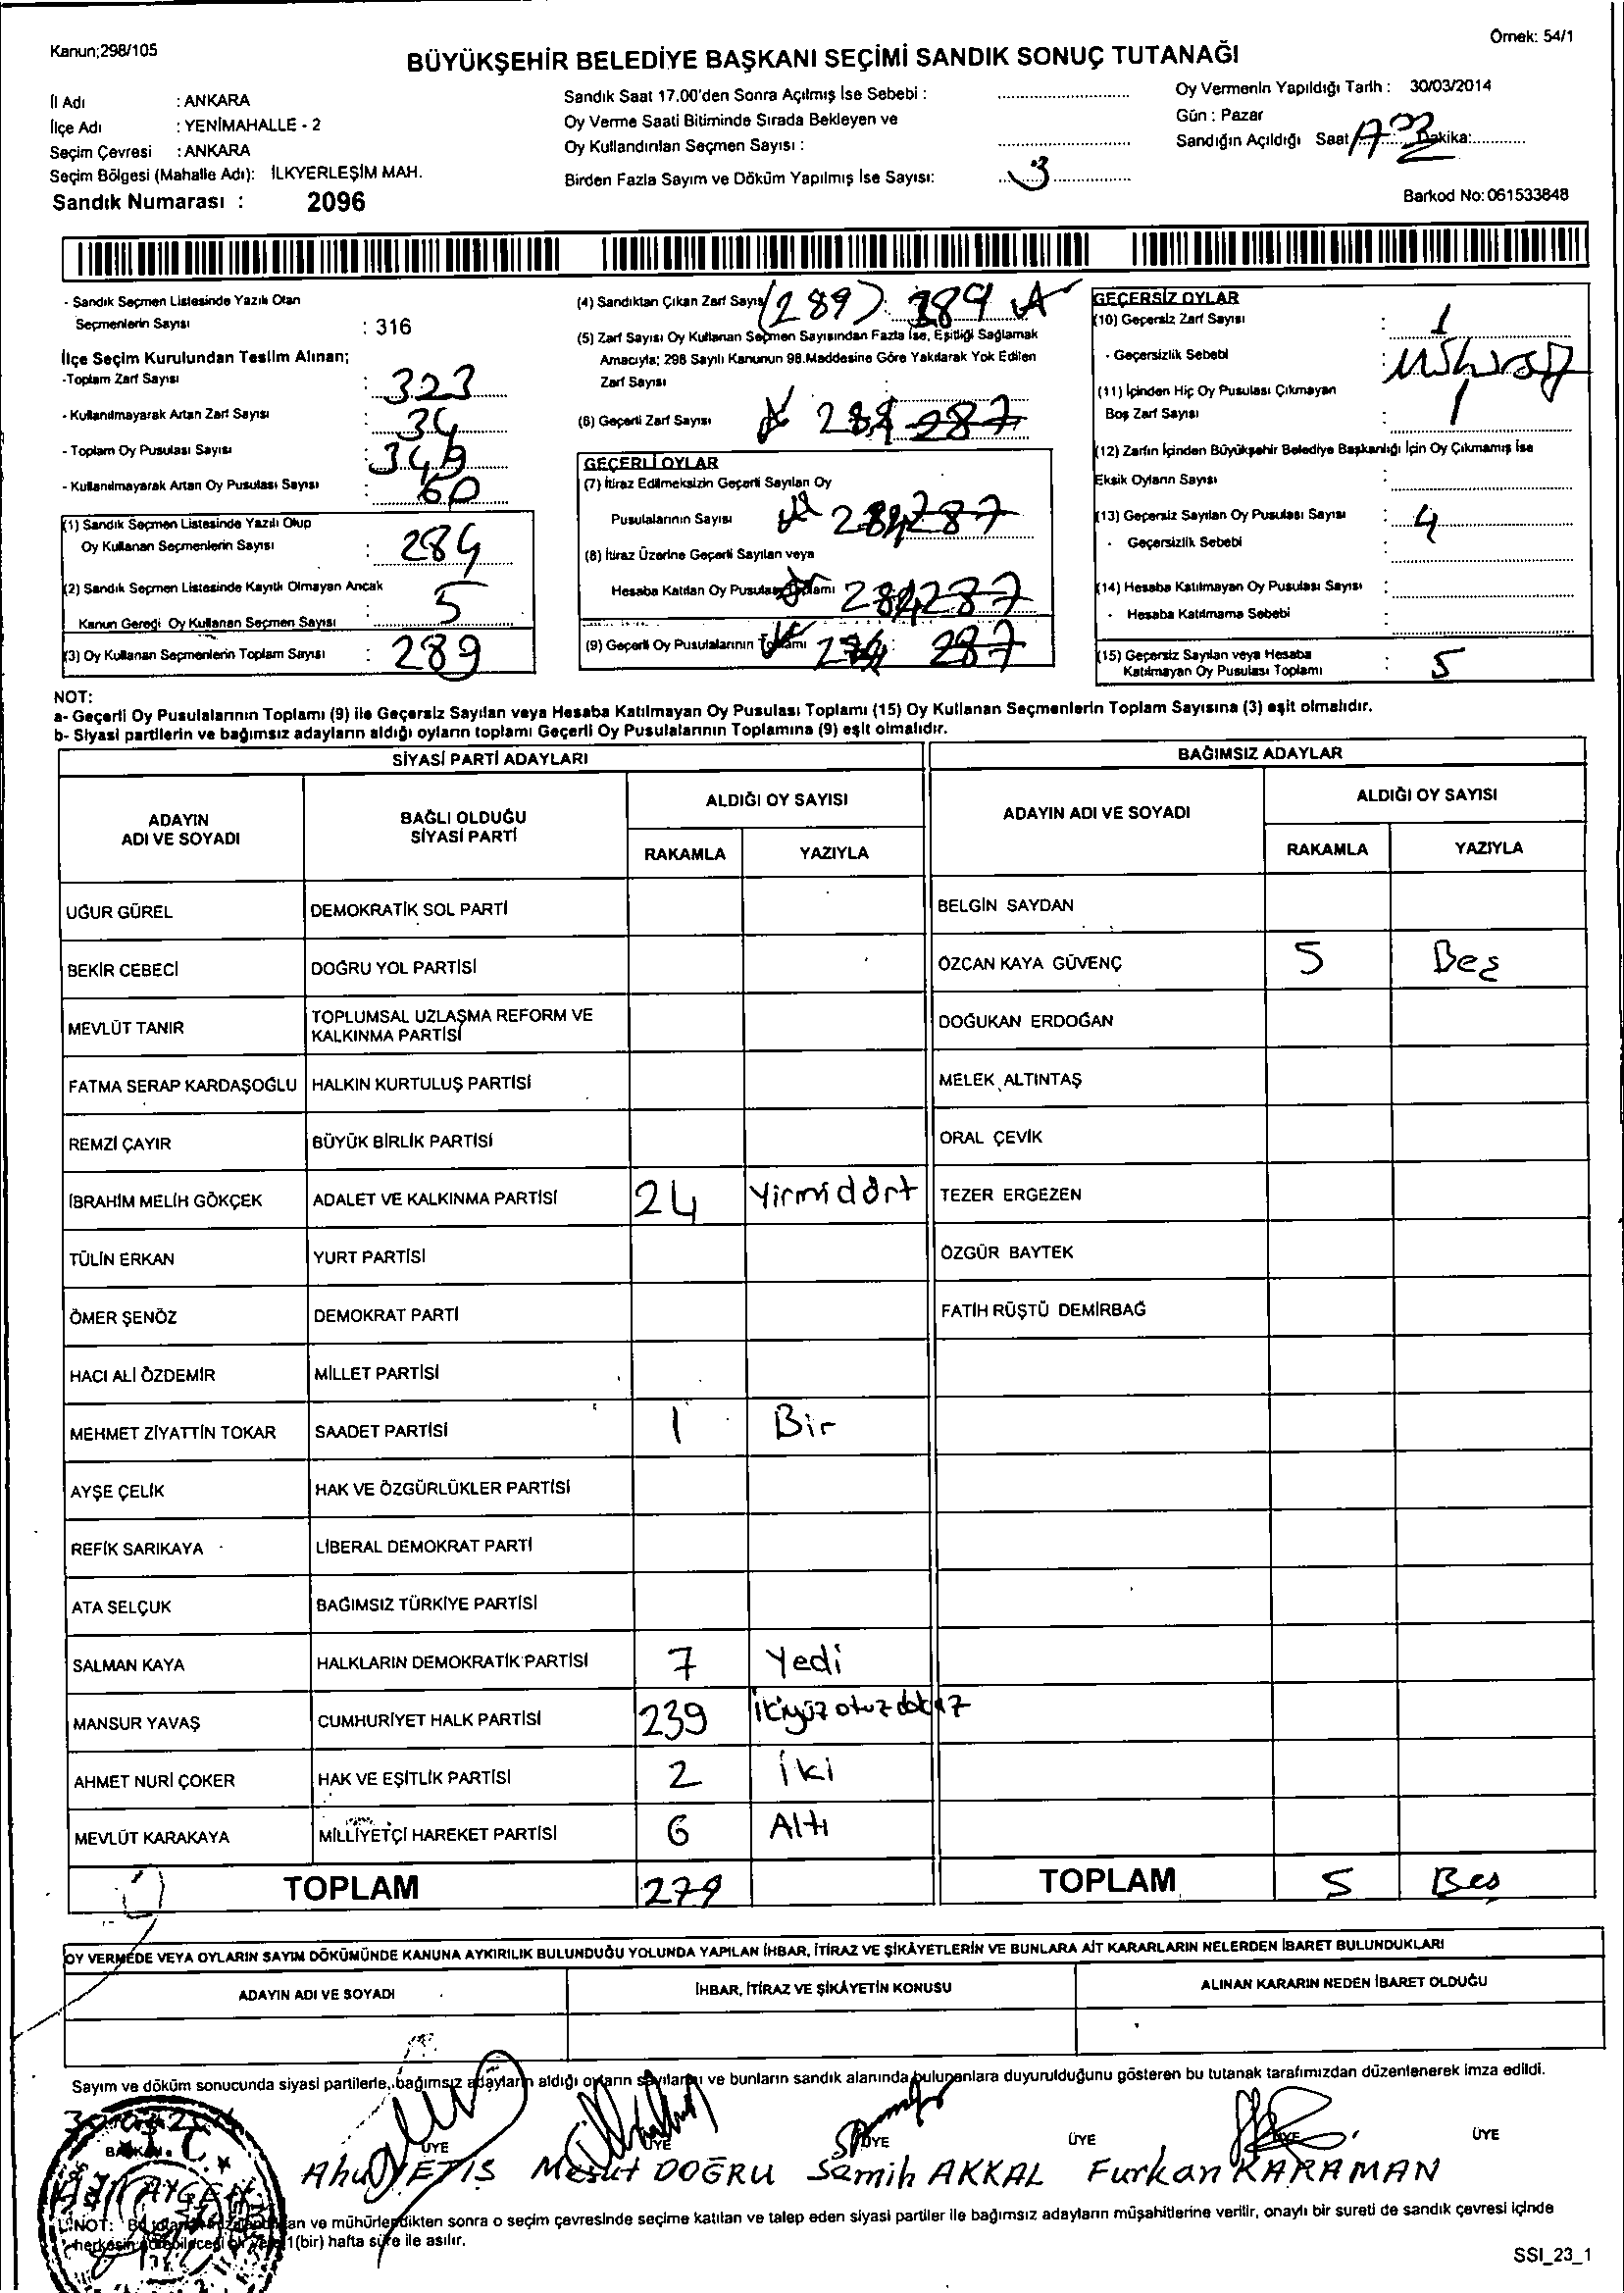 Kanun;298/105
Örnek: 54/1
BÜYÜKŞEHİR BELEDİYE BAŞKANI SEÇİMİ SANDIK SONUÇ TUTANAĞI
İl Adı : ANKARA
İlçe Adı : YENİMAHALLE - 2
Seçim Çevresi : ANKARA
Seçim Bölgesi (Mahalle Adı): İLKYERLEŞİM MAH.
Sandık Numarası : 2096
Sandık Saat 17.00'den Sonra Açılmış İse Sebebi :
Oy Verme Saati Bitiminde Sırada Bekleyen ve
Oy Kullandırılan Seçmen Sayısı :
Birden Fazla Sayım ve Döküm Yapılmış İse Sayısı: 3
Oy Vermenin Yapıldığı Tarih : 30/03/2014
Gün : Pazar
Sandığın Açıldığı Saat Dakika:
Barkod No: 061533848
- Sandık Seçmen Listesinde Yazılı Olan
Seçmenlerin Sayısı : 316
İlçe Seçim Kurulundan Teslim Alınan;
-Toplam Zarf Sayısı : 323
- Kullanılmayarak Artan Zarf Sayısı : 34
- Toplam Oy Pusulası Sayısı : 349
- Kullanılmayarak Artan Oy Pusulası Sayısı : 60
(1) Sandık Seçmen Listesinde Yazılı Olup
Oy Kullanan Seçmenlerin Sayısı : 284
(2) Sandık Seçmen Listesinde Kayıtlı Olmayan Ancak
Kanun Gereği Oy Kullanan Seçmen Sayısı : 5
(3) Oy Kullanan Seçmenlerin Toplam Sayısı : 289
(4) Sandıktan Çıkan Zarf Sayısı (289) 289
(5) Zarf Sayısı Oy Kullanan Seçmen Sayısından Fazla İse, Eşitliği Sağlamak
Amacıyla; 298 Sayılı Kanunun 98.Maddesine Göre Yakılarak Yok Edilen
Zarf Sayısı :
(6) Geçerli Zarf Sayısı 287
GEÇERLİ OYLAR
(7) İtiraz Edilmeksizin Geçerli Sayılan Oy
Pusulalarının Sayısı 284 287
(8) İtiraz Üzerine Geçerli Sayılan veya
Hesaba Katılan Oy Pusulası Toplamı 284 287
(9) Geçerli Oy Pusulalarının Toplamı : 287
GEÇERSİZ OYLAR
(10) Geçersiz Zarf Sayısı : 1
- Geçersizlik Sebebi :
(11) İçinden Hiç Oy Pusulası Çıkmayan
Boş Zarf Sayısı : 1
(12) Zarfın İçinden Büyükşehir Belediye Başkanlığı İçin Oy Çıkmamış İse
Eksik Oyların Sayısı :
(13) Geçersiz Sayılan Oy Pusulası Sayısı : 4
- Geçersizlik Sebebi :
(14) Hesaba Katılmayan Oy Pusulası Sayısı :
- Hesaba Katılmama Sebebi :
(15) Geçersiz Sayılan veya Hesaba
Katılmayan Oy Pusulası Toplamı : 5
NOT:
a- Geçerli Oy Pusulalarının Toplamı (9) ile Geçersiz Sayılan veya Hesaba Katılmayan Oy Pusulası Toplamı (15) Oy Kullanan Seçmenlerin Toplam Sayısına (3) eşit olmalıdır.
b- Siyasi partilerin ve bağımsız adayların aldığı oyların toplamı Geçerli Oy Pusulalarının Toplamına (9) eşit olmalıdır.
SİYASİ PARTİ ADAYLARI
BAĞIMSIZ ADAYLAR
ADAYIN ADI VE SOYADI
BAĞLI OLDUĞU SİYASİ PARTİ
ALDIĞI OY SAYISI
RAKAMLA YAZIYLA
ADAYIN ADI VE SOYADI
ALDIĞI OY SAYISI
RAKAMLA YAZIYLA
UĞUR GÜREL DEMOKRATİK SOL PARTİ BELGİN SAYDAN
BEKİR CEBECİ DOĞRU YOL PARTİSİ ÖZCAN KAYA GÜVENÇ 5 Beş
MEVLÜT TANIR TOPLUMSAL UZLAŞMA REFORM VE KALKINMA PARTİSİ DOĞUKAN ERDOĞAN
FATMA SERAP KARDAŞOĞLU HALKIN KURTULUŞ PARTİSİ MELEK ALTINTAŞ
REMZİ ÇAYIR BÜYÜK BİRLİK PARTİSİ ORAL ÇEVİK
İBRAHİM MELİH GÖKÇEK ADALET VE KALKINMA PARTİSİ 24 Yirmidört TEZER ERGEZEN
TÜLİN ERKAN YURT PARTİSİ ÖZGÜR BAYTEK
ÖMER ŞENÖZ DEMOKRAT PARTİ FATİH RÜŞTÜ DEMİRBAĞ
HACI ALİ ÖZDEMİR MİLLET PARTİSİ
MEHMET ZİYATTİN TOKAR SAADET PARTİSİ 1 Bir
AYŞE ÇELİK HAK VE ÖZGÜRLÜKLER PARTİSİ
REFİK SARIKAYA LİBERAL DEMOKRAT PARTİ
ATA SELÇUK BAĞIMSIZ TÜRKİYE PARTİSİ
SALMAN KAYA HALKLARIN DEMOKRATİK PARTİSİ 7 Yedi
MANSUR YAVAŞ CUMHURİYET HALK PARTİSİ 239 İkiyüz otuz dokuz
AHMET NURİ ÇOKER HAK VE EŞİTLİK PARTİSİ 2 İki
MEVLÜT KARAKAYA MİLLİYETÇİ HAREKET PARTİSİ 6 Altı
TOPLAM 279 TOPLAM 5 Beş
OY VERMEDE VEYA OYLARIN SAYIM DÖKÜMÜNDE KANUNA AYKIRILIK BULUNDUĞU YOLUNDA YAPILAN İHBAR, İTİRAZ VE ŞİKÂYETLERİN VE BUNLARA AİT KARARLARIN NELERDEN İBARET BULUNDUKLARI
ADAYIN ADI VE SOYADI İHBAR, İTİRAZ VE ŞİKÂYETİN KONUSU ALINAN KARARIN NEDEN İBARET OLDUĞU
Sayım ve döküm sonucunda siyasi partilerle, bağımsız adayların aldığı oyların sayıları ve bunların sandık alanında bulunanlara duyurulduğunu gösteren bu tutanak tarafımızdan düzenlenerek imza edildi.
BAŞKAN ÜYE ÜYE ÜYE ÜYE ÜYE ÜYE
YETİŞ Mesut DOĞRU Semih AKKAL Furkan KARAMAN
NOT: ve mühürlendikten sonra o seçim çevresinde seçime katılan ve talep eden siyasi partiler ile bağımsız adayların müşahitlerine verilir, onaylı bir sureti de sandık çevresi içinde
herkesin 1(bir) hafta süre ile asılır.
SSI_23_1